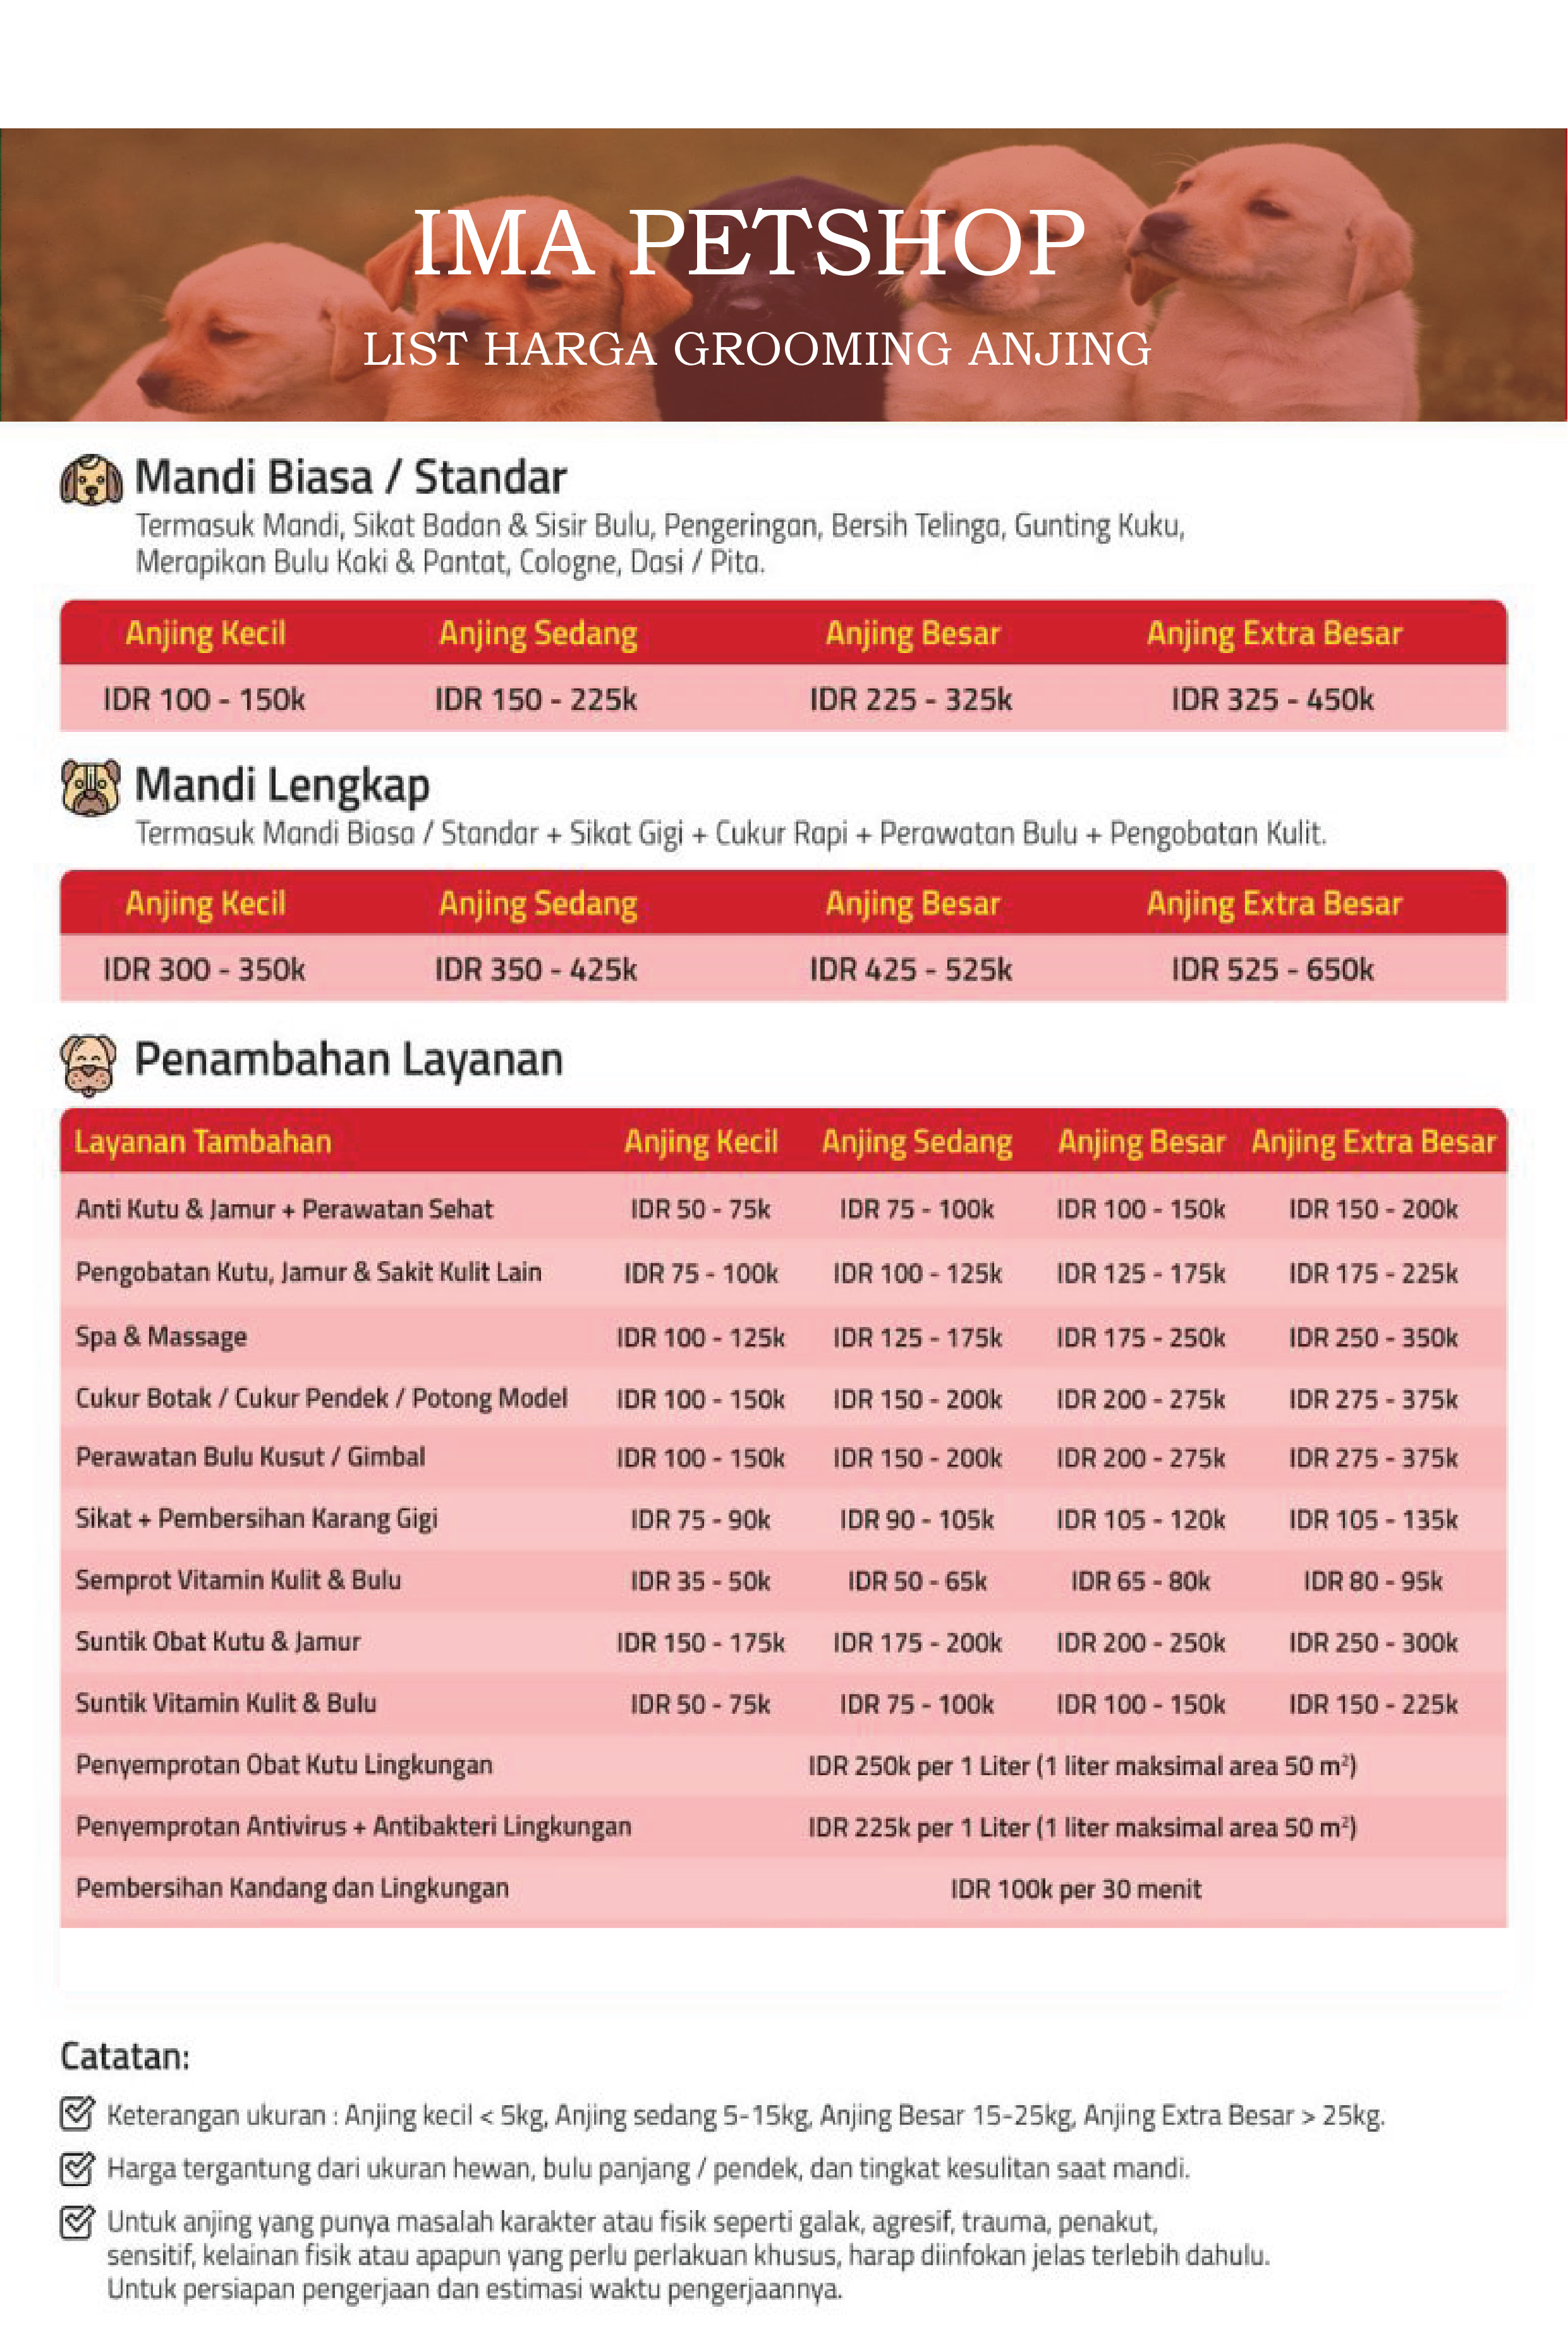 IMA PETSHOP
LIST HARGA GROOMING ANJING
Mandi Biasa / Standar
Termasuk Mandi, Sikat Badan & Sisir Bulu, Pengeringan, Bersih Telinga, Gunting Kuku,
Merapikan Bulu Kaki & Pantat, Cologne, Dasi / Pita.
Anjing Kecil Anjing Sedang Anjing Besar Anjing Extra Besar
IDR 100 - 150k IDR 150 - 225k IDR 225 - 325k IDR 325 - 450k
Mandi Lengkap
Termasuk Mandi Biasa / Standar + Sikat Gigi + Cukur Rapi + Perawatan Bulu + Pengobatan Kulit.
Anjing Kecil Anjing Sedang Anjing Besar Anjing Extra Besar
IDR 300 - 350k IDR 350 - 425k IDR 425 - 525k IDR 525 - 650k
Penambahan Layanan
Layanan Tambahan Anjing Kecil Anjing Sedang Anjing Besar Anjing Extra Besar
Anti Kutu & Jamur + Perawatan Sehat IDR 50 - 75k IDR 75 - 100k IDR 100 - 150k IDR 150 - 200k
Pengobatan Kutu, Jamur & Sakit Kulit Lain IDR 75 - 100k IDR 100 - 125k IDR 125 - 175k IDR 175 - 225k
Spa & Massage IDR 100 - 125k IDR 125 - 175k IDR 175 - 250k IDR 250 - 350k
Cukur Botak / Cukur Pendek / Potong Model IDR 100 - 150k IDR 150 - 200k IDR 200 - 275k IDR 275 - 375k
Perawatan Bulu Kusut / Gimbal IDR 100 - 150k IDR 150 - 200k IDR 200 - 275k IDR 275 - 375k
Sikat + Pembersihan Karang Gigi IDR 75 - 90k IDR 90 - 105k IDR 105 - 120k IDR 105 - 135k
Semprot Vitamin Kulit & Bulu IDR 35 - 50k IDR 50 - 65k IDR 65 - 80k IDR 80 - 95k
Suntik Obat Kutu & Jamur IDR 150 - 175k IDR 175 - 200k IDR 200 - 250k IDR 250 - 300k
Suntik Vitamin Kulit & Bulu IDR 50 - 75k IDR 75 - 100k IDR 100 - 150k IDR 150 - 225k
Penyemprotan Obat Kutu Lingkungan IDR 250k per 1 Liter (1 liter maksimal area 50 m²)
Penyemprotan Antivirus + Antibakteri Lingkungan IDR 225k per 1 Liter (1 liter maksimal area 50 m²)
Pembersihan Kandang dan Lingkungan IDR 100k per 30 menit
Catatan:
Keterangan ukuran : Anjing kecil < 5kg, Anjing sedang 5-15kg, Anjing Besar 15-25kg, Anjing Extra Besar > 25kg.
Harga tergantung dari ukuran hewan, bulu panjang / pendek, dan tingkat kesulitan saat mandi.
Untuk anjing yang punya masalah karakter atau fisik seperti galak, agresif, trauma, penakut,
sensitif, kelainan fisik atau apapun yang perlu perlakuan khusus, harap diinfokan jelas terlebih dahulu.
Untuk persiapan pengerjaan dan estimasi waktu pengerjaannya.